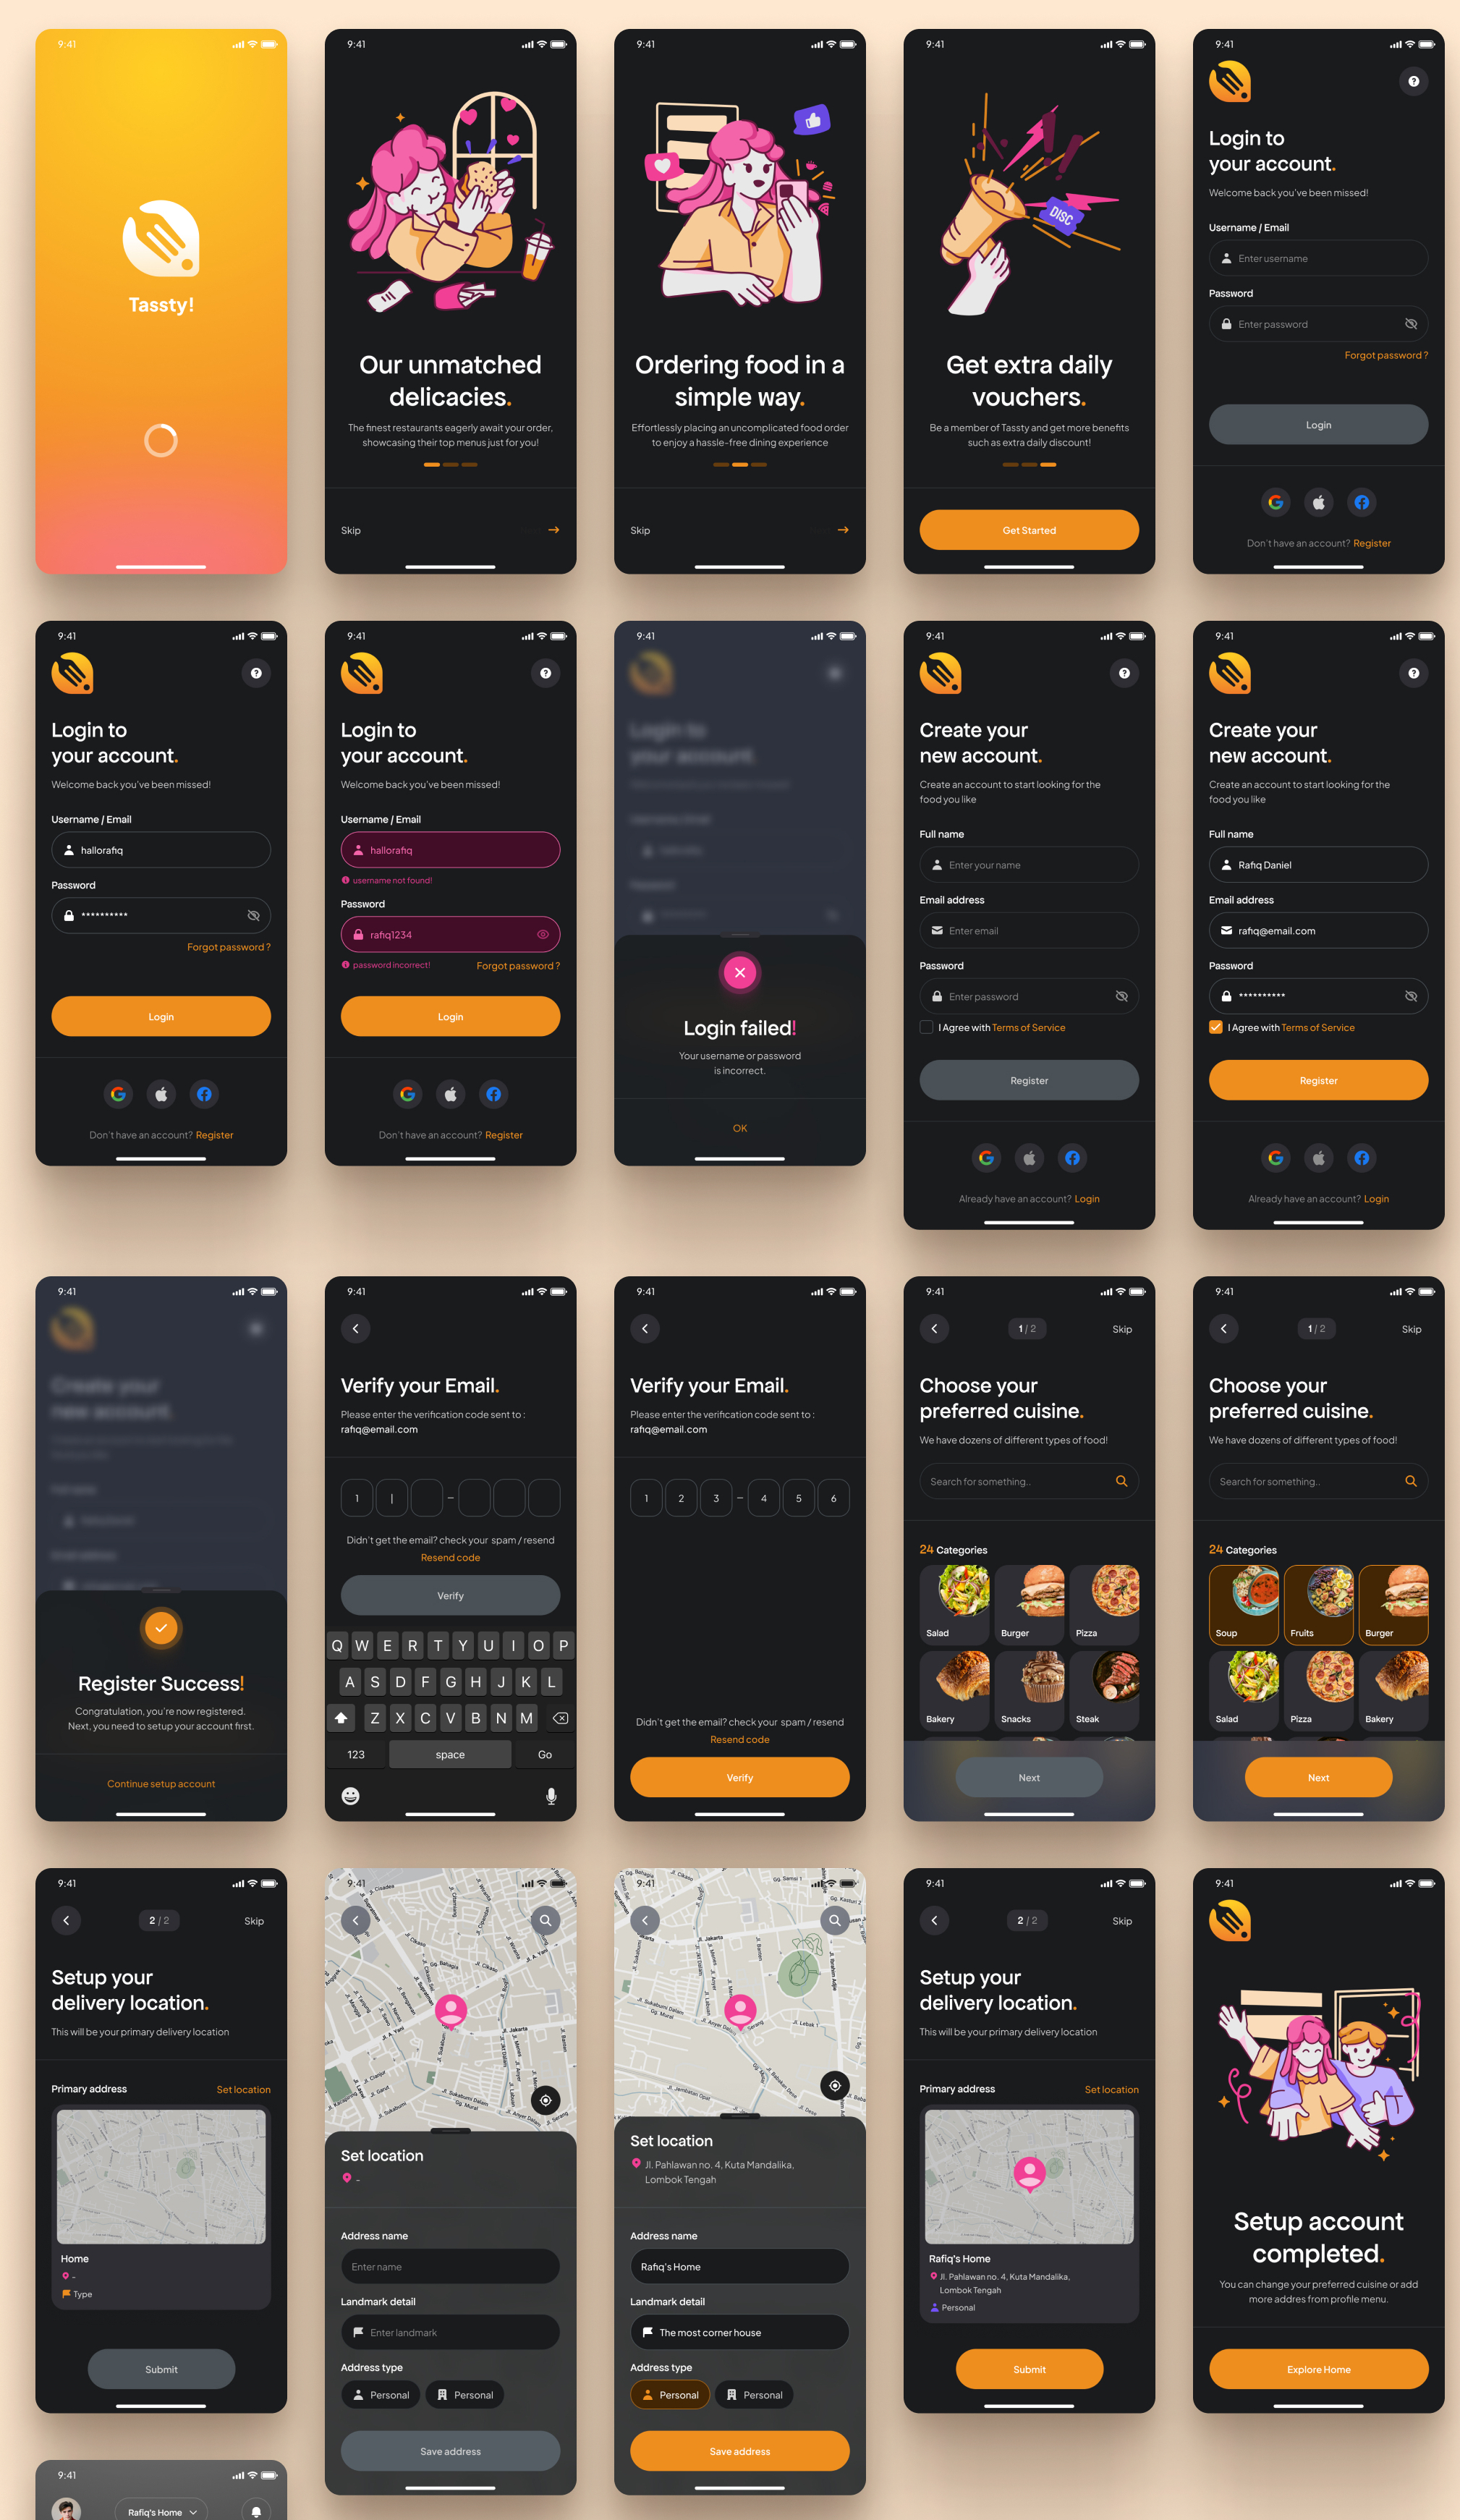 9:41
Tassty!
9:41
Our unmatched
delicacies.
The finest restaurants eagerly await your order,
showcasing their top menus just for you!
Skip
9:41
Ordering food in a
simple way.
Effortlessly placing an uncomplicated food order
to enjoy a hassle-free dining experience
Skip
9:41
DISC
Get extra daily
vouchers.
Be a member of Tassty and get more benefits
such as extra daily discount!
Get Started
9:41
Login to
your account.
Welcome back you've been missed!
Username / Email
Enter username
Password
Enter password
Forgot password ?
Login
Don't have an account? Register
9:41
Login to
your account.
Welcome back you've been missed!
Username / Email
hallorafiq
Password
**********
Forgot password ?
Login
Don't have an account? Register
9:41
Login to
your account.
Welcome back you've been missed!
Username / Email
hallorafiq
username not found!
Password
rafiq1234
password incorrect!
Forgot password ?
Login
Don't have an account? Register
9:41
Login to
your account.
Login failed!
Your username or password
is incorrect.
OK
9:41
Create your
new account.
Create an account to start looking for the
food you like
Full name
Enter your name
Email address
Enter email
Password
Enter password
I Agree with Terms of Service
Register
Already have an account? Login
9:41
Create your
new account.
Create an account to start looking for the
food you like
Full name
Rafiq Daniel
Email address
rafiq@email.com
Password
**********
I Agree with Terms of Service
Register
Already have an account? Login
9:41
Create your
new account.
Register Success!
Congratulation, you're now registered.
Next, you need to setup your account first.
Continue setup account
9:41
Verify your Email.
Please enter the verification code sent to :
rafiq@email.com
1 | –
Didn't get the email? check your spam / resend
Resend code
Verify
Q W E R T Y U I O P
A S D F G H J K L
Z X C V B N M
123 space Go
9:41
Verify your Email.
Please enter the verification code sent to :
rafiq@email.com
1 2 3 – 4 5 6
Didn't get the email? check your spam / resend
Resend code
Verify
9:41
1 / 2
Skip
Choose your
preferred cuisine.
We have dozens of different types of food!
Search for something..
24 Categories
Salad Burger Pizza
Bakery Snacks Steak
Next
9:41
1 / 2
Skip
Choose your
preferred cuisine.
We have dozens of different types of food!
Search for something..
24 Categories
Soup Fruits Burger
Salad Pizza Bakery
Next
9:41
2 / 2
Skip
Setup your
delivery location.
This will be your primary delivery location
Primary address
Set location
Home
-
Type
Submit
9:41
Jl. Jakarta
Set location
-
Address name
Enter name
Landmark detail
Enter landmark
Address type
Personal Personal
Save address
9:41
Jl. Jakarta
Set location
Jl. Pahlawan no. 4, Kuta Mandalika,
Lombok Tengah
Address name
Rafiq's Home
Landmark detail
The most corner house
Address type
Personal Personal
Save address
9:41
2 / 2
Skip
Setup your
delivery location.
This will be your primary delivery location
Primary address
Set location
Rafiq's Home
Jl. Pahlawan no. 4, Kuta Mandalika,
Lombok Tengah
Personal
Submit
9:41
Setup account
completed.
You can change your preferred cuisine or add
more addres from profile menu.
Explore Home
9:41
Rafiq's Home